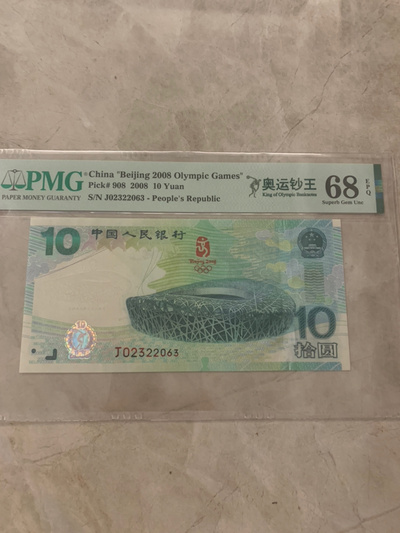 PMG
PAPER MONEY GUARANTY
China "Beijing 2008 Olympic Games"
Pick# 908 2008 10 Yuan
S/N J02322063 - People's Republic
奥运钞王
King of Olympic Banknotes
68 EPQ
Superb Gem Unc
10 中国人民银行
Beijing 2008
10
拾圆
J02322063